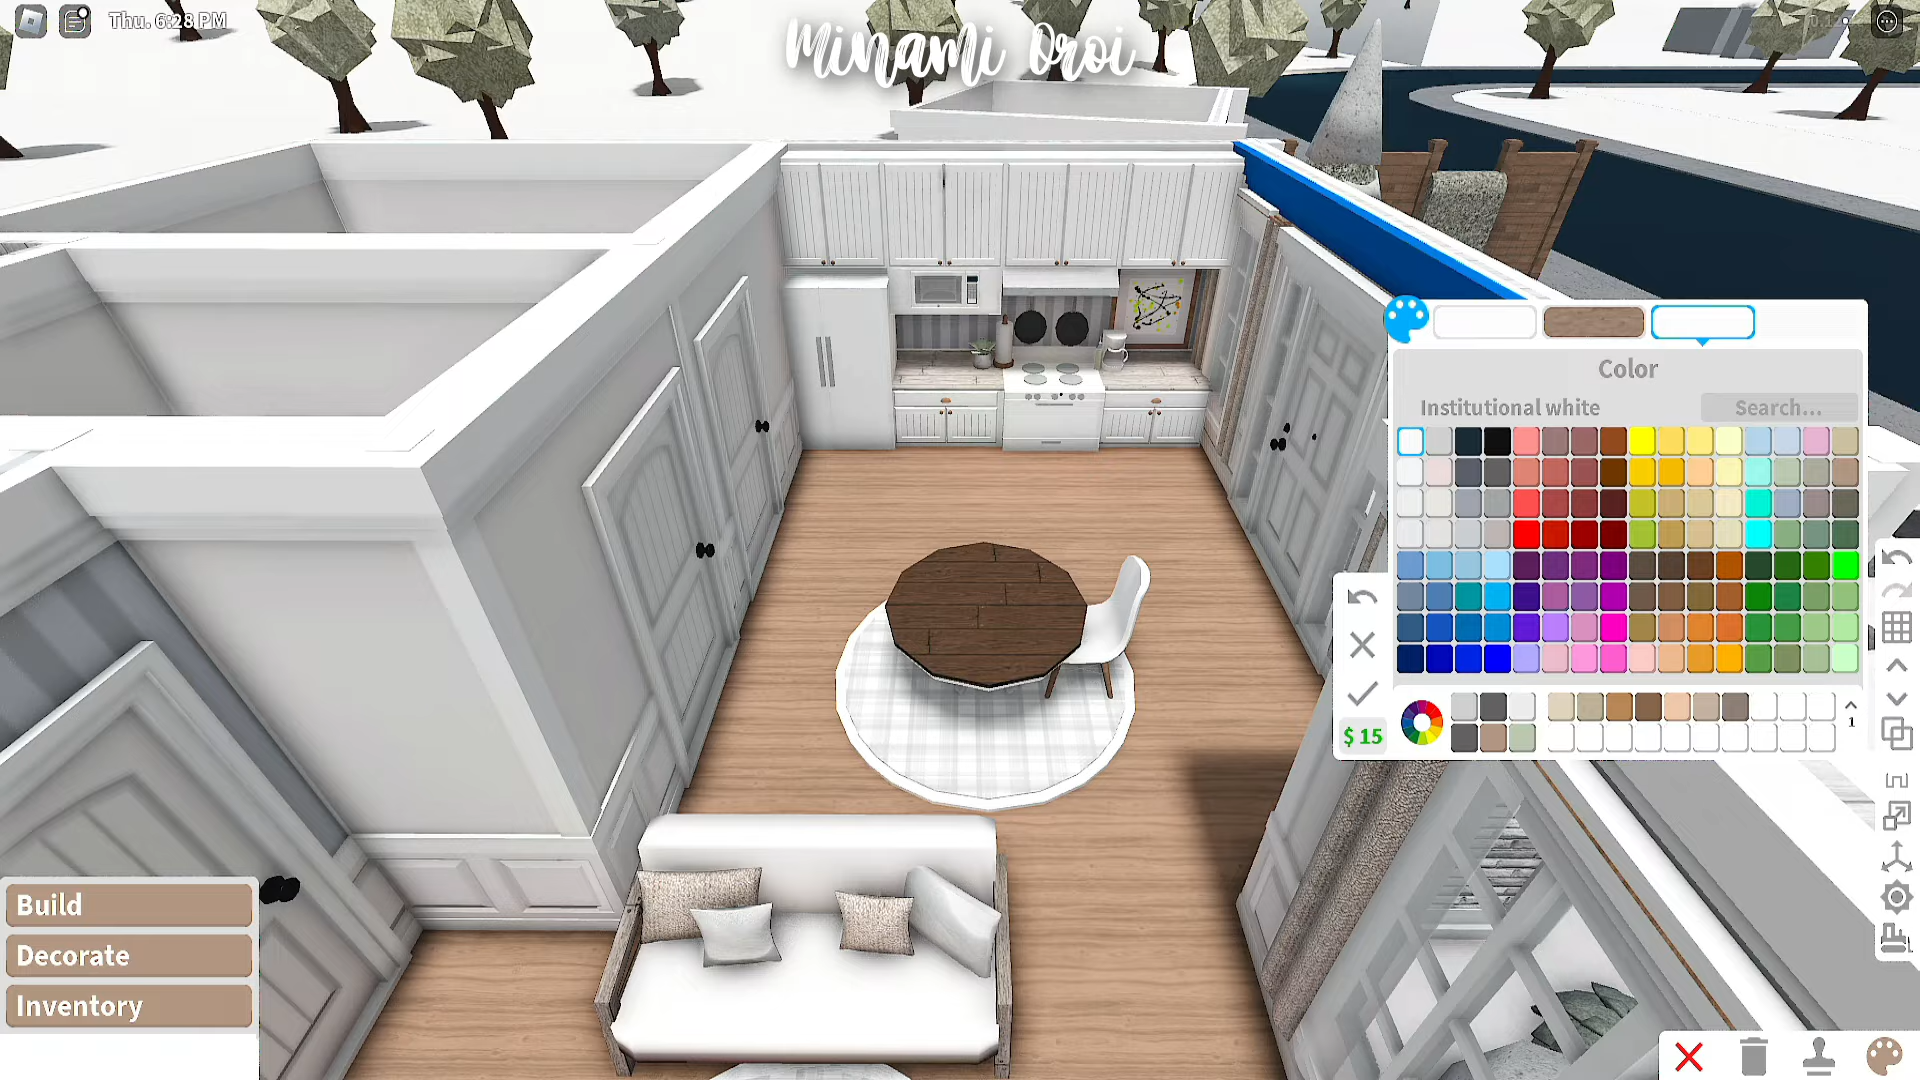 Thu. 6:28 PM
Minami Oroi
Color
Institutional white
Search...
$ 15
1
Build
Decorate
Inventory